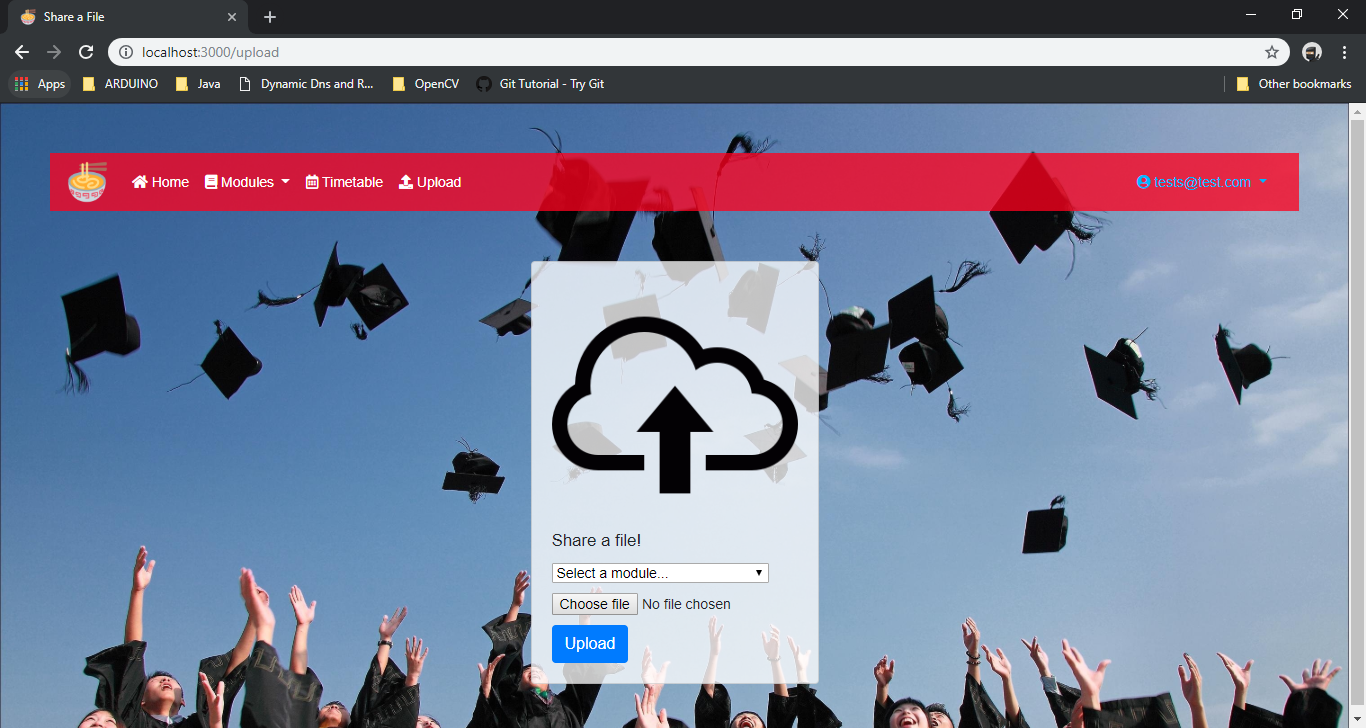 Share a File
localhost:3000/upload
Apps ARDUINO Java Dynamic Dns and R... OpenCV Git Tutorial - Try Git Other bookmarks
Home Modules Timetable Upload tests@test.com
Share a file!
Select a module...
Choose file No file chosen
Upload